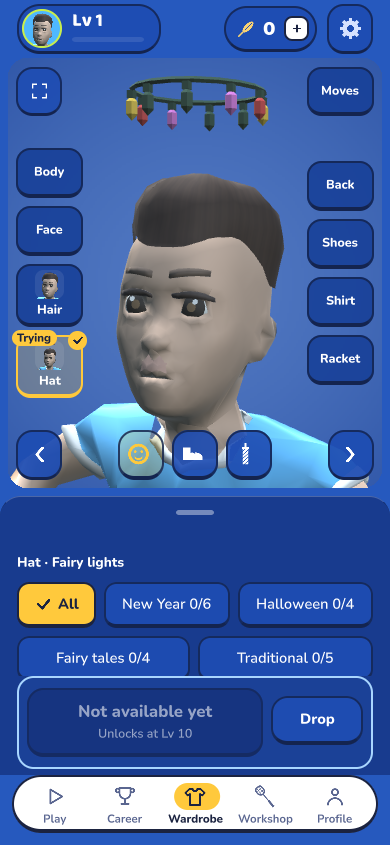 Lv 1
0
Moves
Body
Back
Face
Shoes
Hair
Shirt
Trying
Hat
Racket
Hat · Fairy lights
All
New Year 0/6
Halloween 0/4
Fairy tales 0/4
Traditional 0/5
Not available yet
Unlocks at Lv 10
Drop
Play
Career
Wardrobe
Workshop
Profile